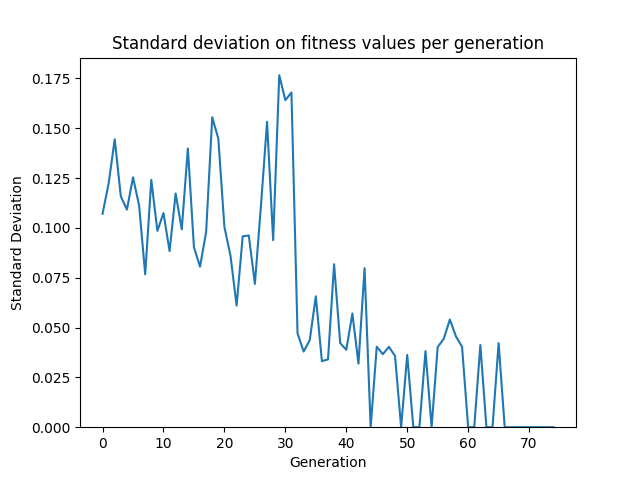 Standard deviation on fitness values per generation
0.175
0.150
0.125
0.100
0.075
0.050
0.025
0.000
Standard Deviation
0 10 20 30 40 50 60 70
Generation